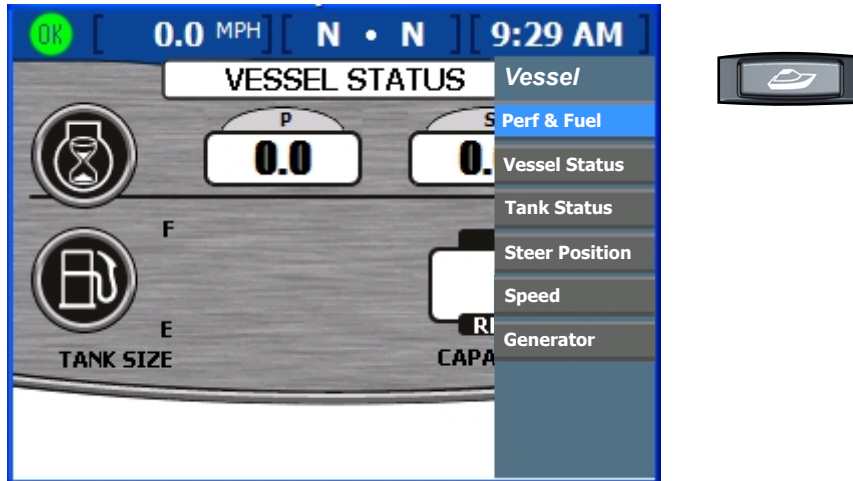 OK [ 0.0 MPH ] [ N • N ] [ 9:29 AM ]
VESSEL STATUS
Vessel
P
S
Perf & Fuel
0.0
0.
Vessel Status
Tank Status
F
Steer Position
Speed
E
Generator
TANK SIZE